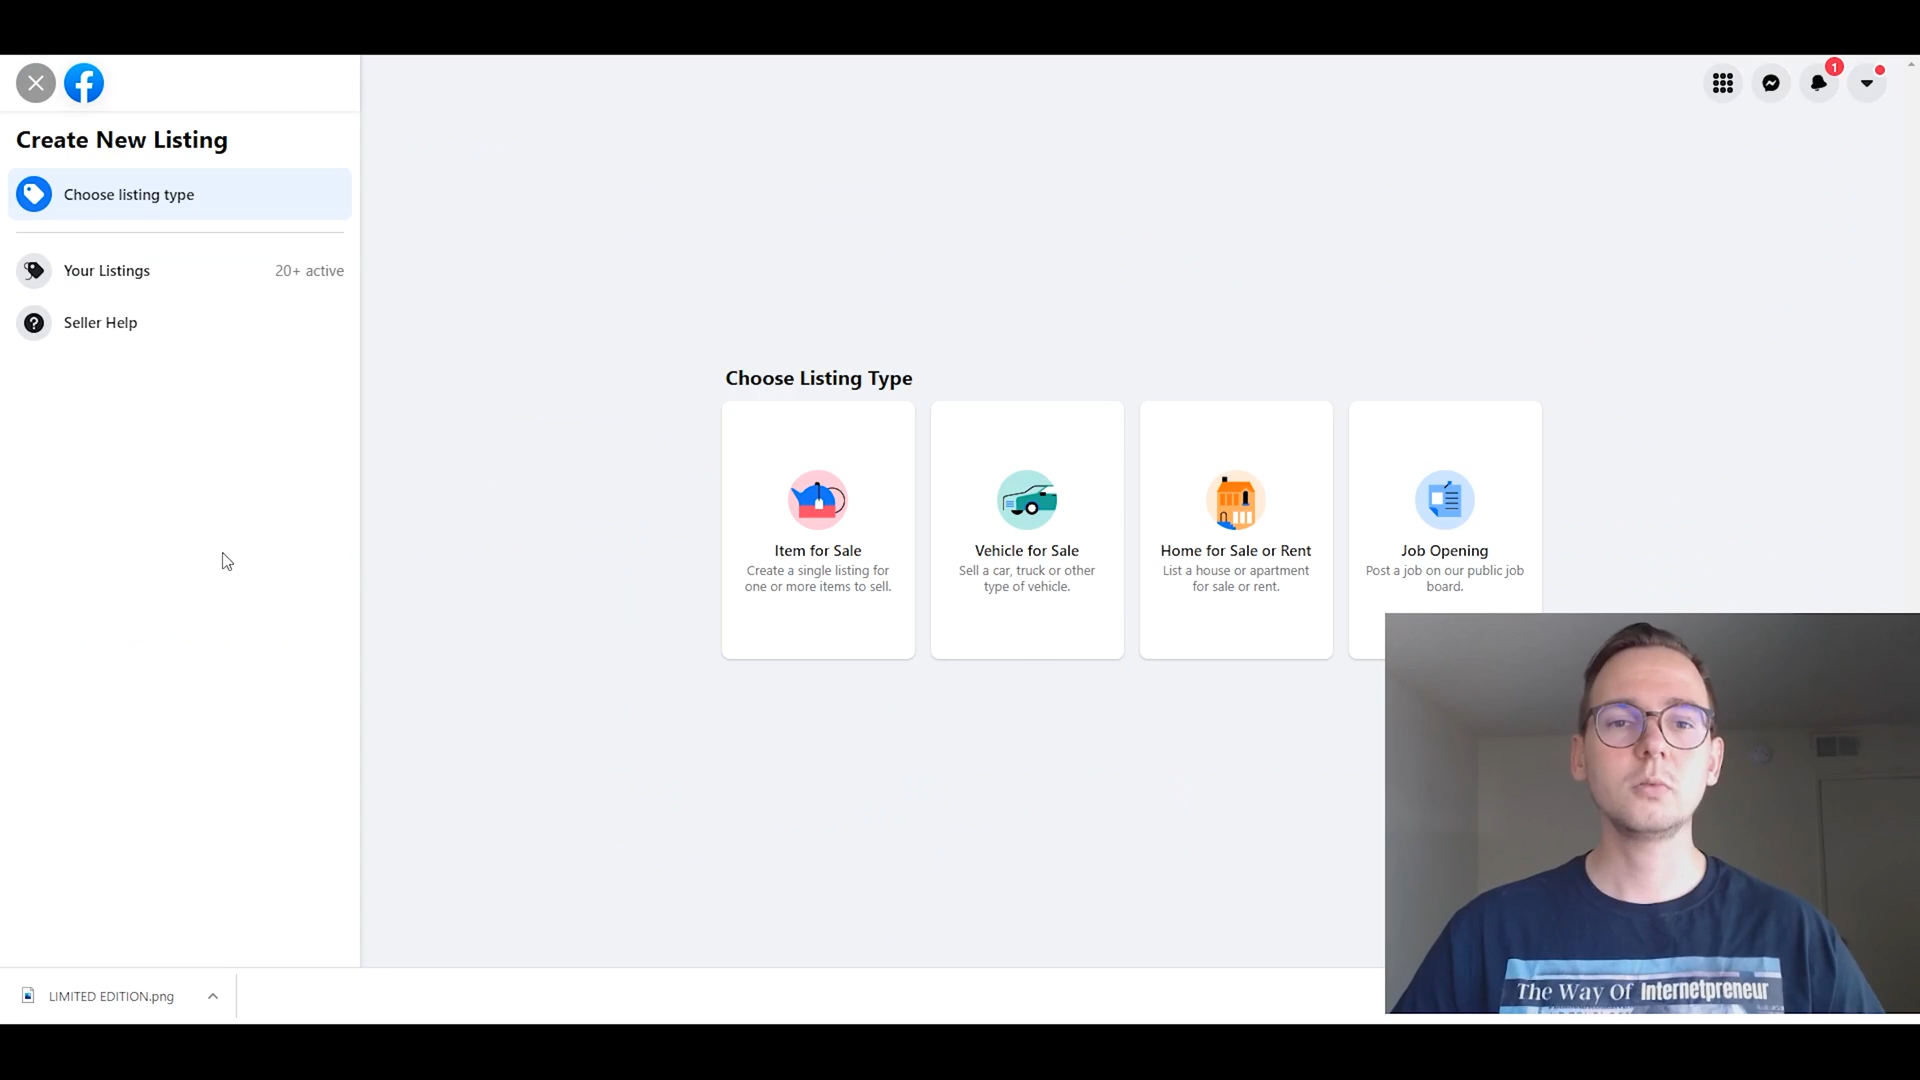 1
Create New Listing
Choose listing type
Your Listings 20+ active
Seller Help
Choose Listing Type
Item for Sale
Create a single listing for
one or more items to sell.
Vehicle for Sale
Sell a car, truck or other
type of vehicle.
Home for Sale or Rent
List a house or apartment
for sale or rent.
Job Opening
Post a job on our public job
board.
The Way Of Internetpreneur
LIMITED EDITION.png